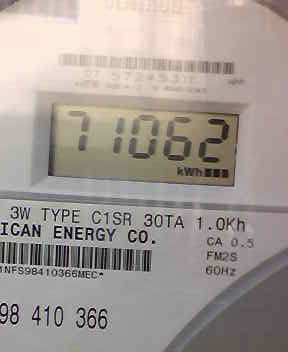 71062
kWh
3W TYPE C1SR 30TA 1.0Kh
ICAN ENERGY CO.
CA 0.5
FM2S
60Hz
1NFS98410366MEC*
98 410 366